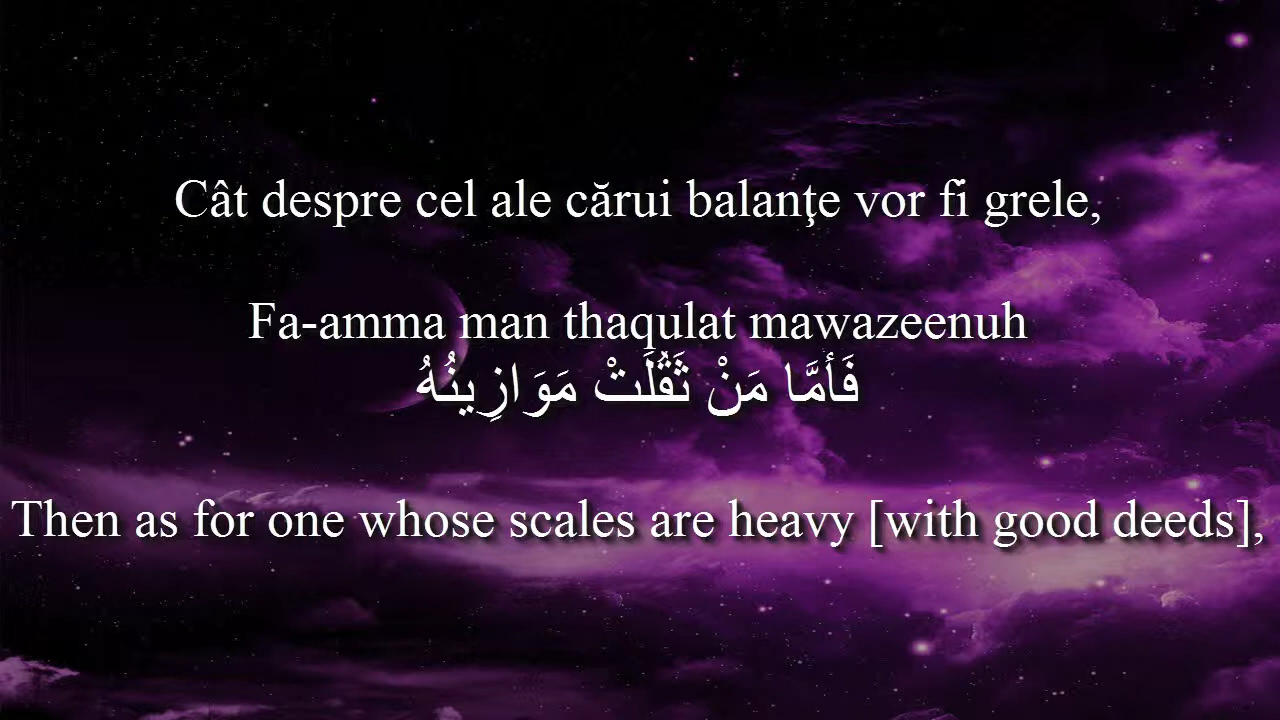 Cât despre cel ale cărui balanţe vor fi grele,
Fa-amma man thaqulat mawazeenuh
فَأَمَّا مَنْ ثَقُلَتْ مَوَازِينُهُ
Then as for one whose scales are heavy [with good deeds],